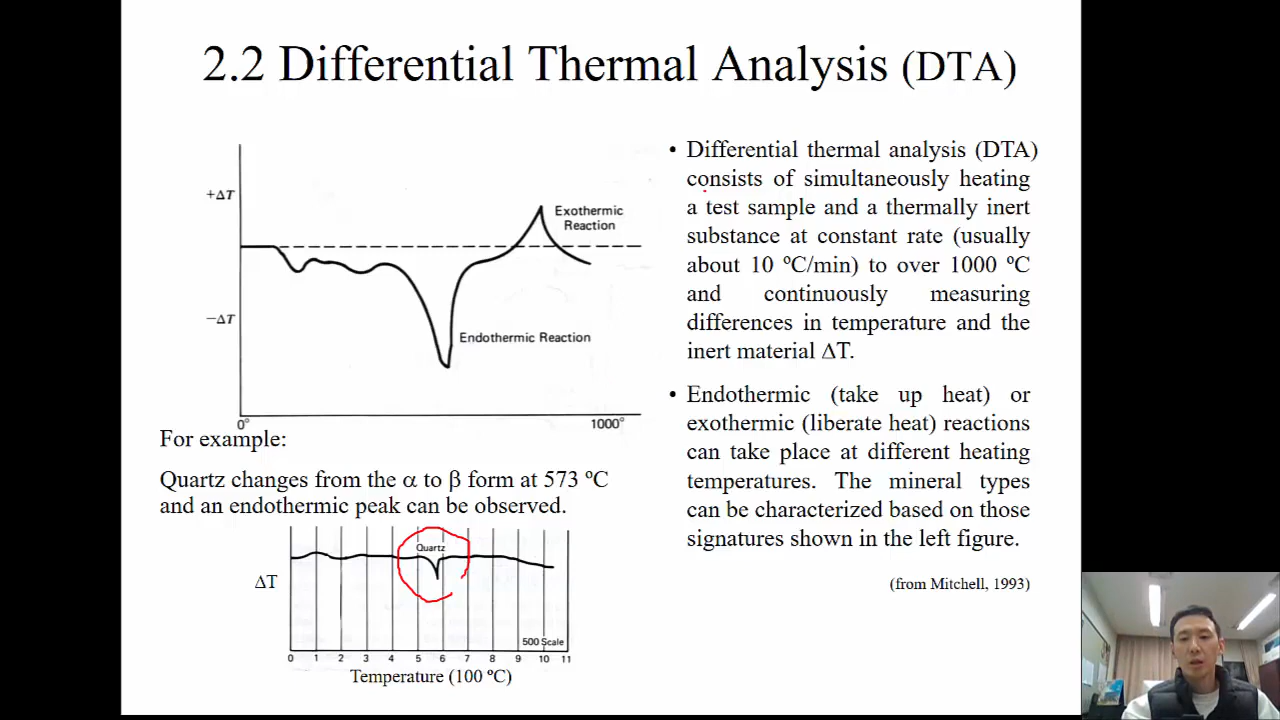 2.2 Differential Thermal Analysis (DTA)
+ΔT
Exothermic
Reaction
−ΔT
Endothermic Reaction
0°
1000°
For example:
Quartz changes from the α to β form at 573 ºC
and an endothermic peak can be observed.
Quartz
ΔT
500 Scale
0 1 2 3 4 5 6 7 8 9 10 11
Temperature (100 ºC)
• Differential thermal analysis (DTA)
consists of simultaneously heating
a test sample and a thermally inert
substance at constant rate (usually
about 10 ºC/min) to over 1000 ºC
and continuously measuring
differences in temperature and the
inert material ΔT.
• Endothermic (take up heat) or
exothermic (liberate heat) reactions
can take place at different heating
temperatures. The mineral types
can be characterized based on those
signatures shown in the left figure.
(from Mitchell, 1993)